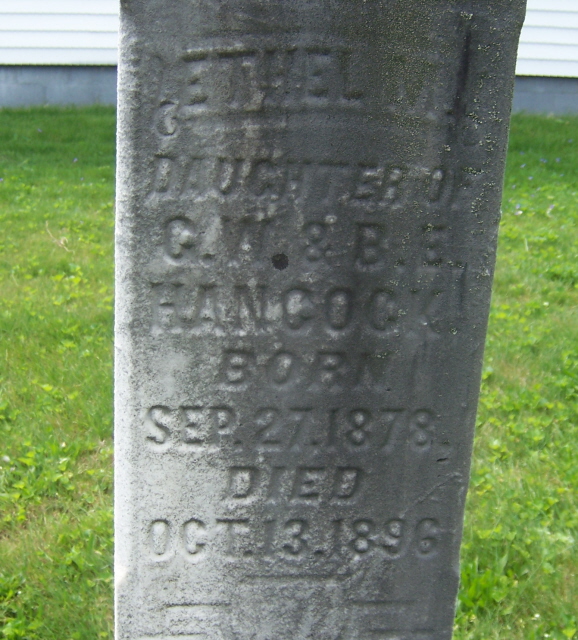 ETHEL M.
DAUGHTER OF
C.W. & B.E.
HANCOCK
BORN
SEP. 27. 1878.
DIED
OCT. 13. 1896